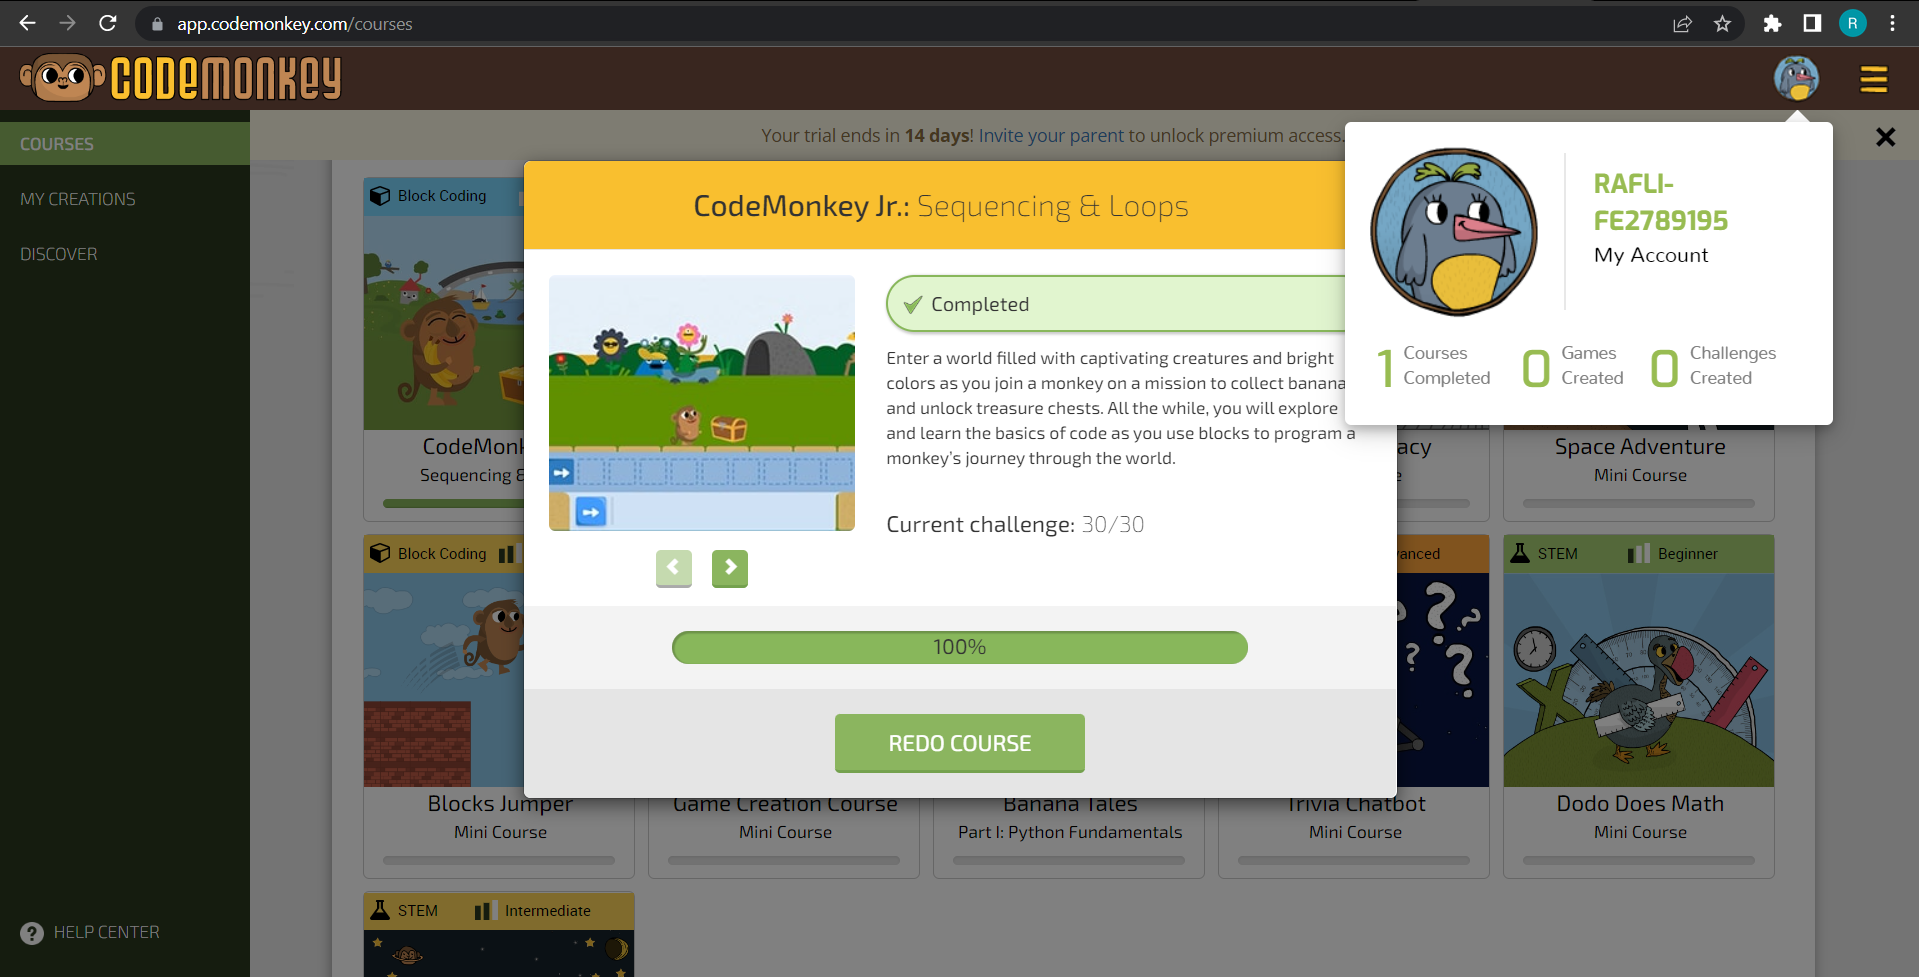 app.codemonkey.com/courses
R
CODEMONKEY
COURSES
MY CREATIONS
DISCOVER
HELP CENTER
Your trial ends in 14 days! Invite your parent to unlock premium access.
RAFLI-
FE2789195
My Account
1 Courses Completed
0 Games Created
0 Challenges Created
CodeMonkey Jr.: Sequencing & Loops
Completed
Enter a world filled with captivating creatures and bright
colors as you join a monkey on a mission to collect banana
and unlock treasure chests. All the while, you will explore
and learn the basics of code as you use blocks to program a
monkey's journey through the world.
Current challenge: 30/30
100%
REDO COURSE
Block Coding
CodeMonk
Sequencing &
acy
e
Space Adventure
Mini Course
Block Coding
anced
STEM
Beginner
Blocks Jumper
Mini Course
Game Creation Course
Mini Course
Banana Tales
Part I: Python Fundamentals
Trivia Chatbot
Mini Course
Dodo Does Math
Mini Course
STEM
Intermediate